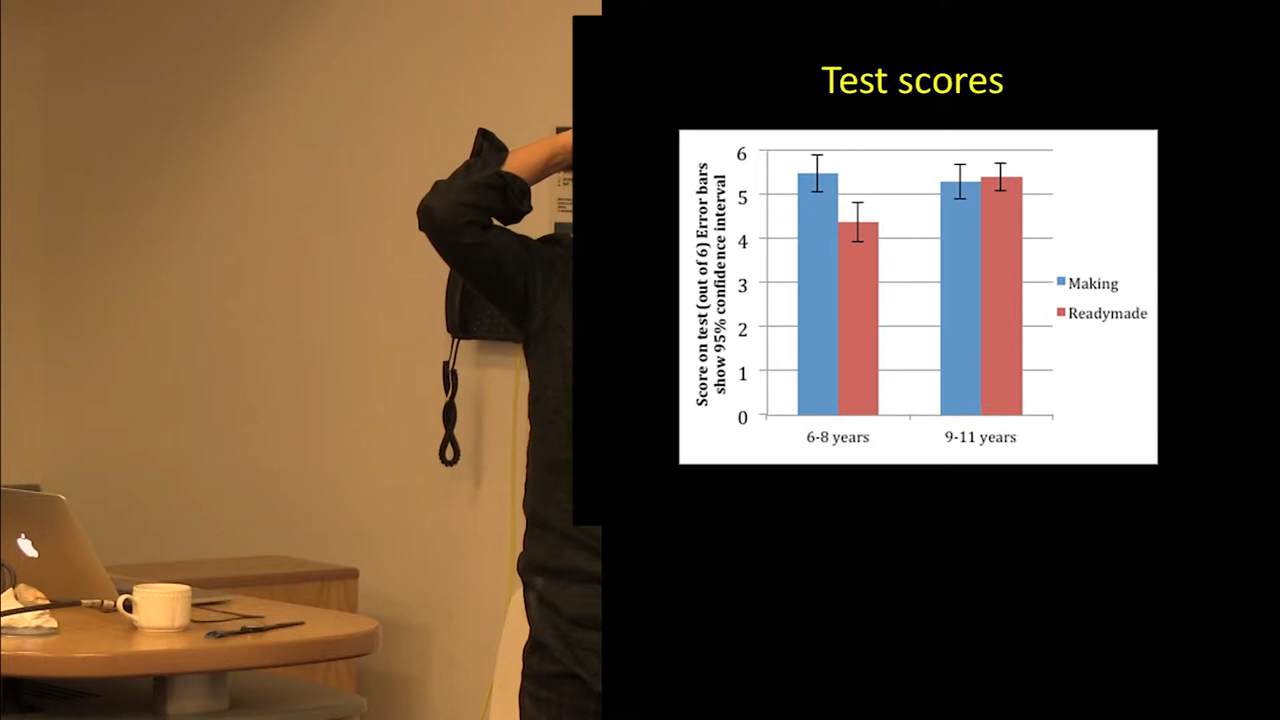 Test scores
Score on test (out of 6) Error bars
show 95% confidence interval
6
5
4
3
2
1
0
6-8 years
9-11 years
Making
Readymade